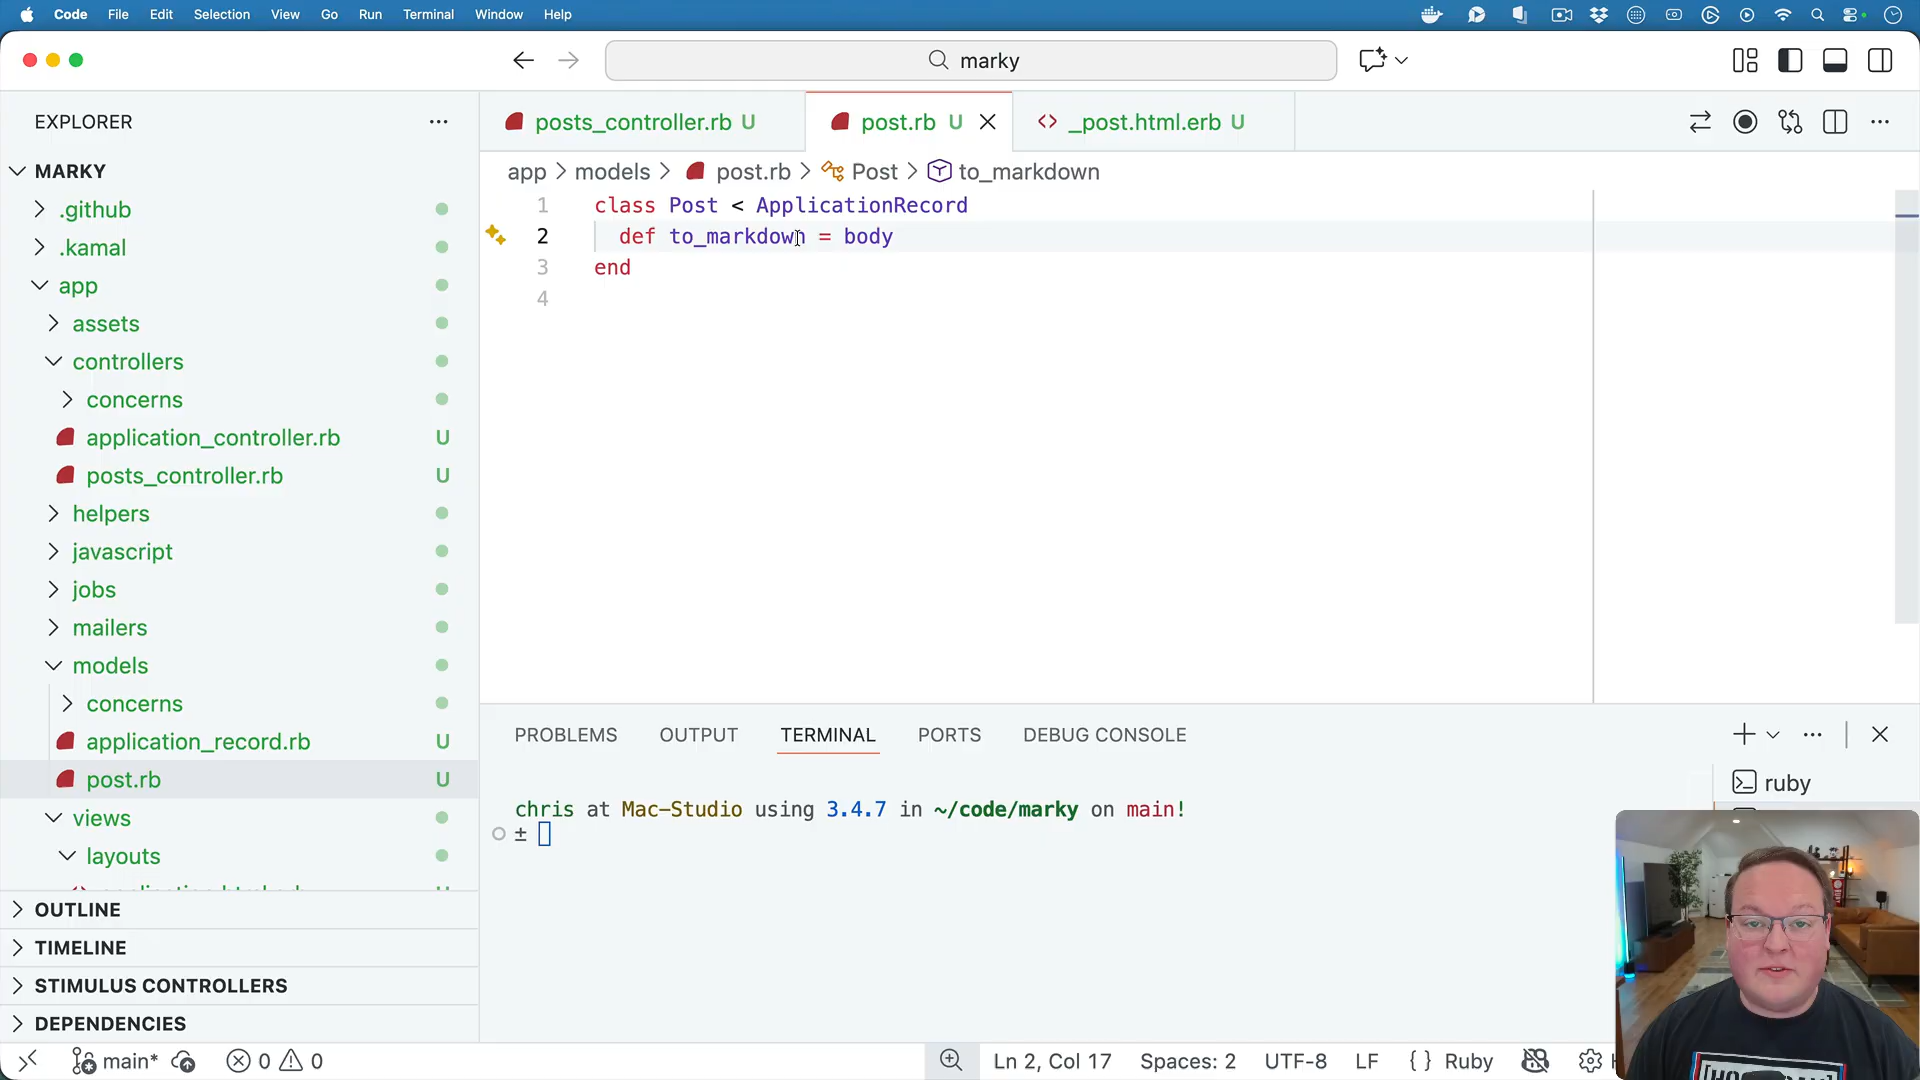 Code File Edit Selection View Go Run Terminal Window Help
marky
EXPLORER
posts_controller.rb U
post.rb U
<> _post.html.erb U
app > models > post.rb > Post > to_markdown
MARKY
.github
.kamal
app
assets
controllers
concerns
application_controller.rb U
posts_controller.rb U
helpers
javascript
jobs
mailers
models
concerns
application_record.rb U
post.rb U
views
layouts
OUTLINE
TIMELINE
STIMULUS CONTROLLERS
DEPENDENCIES
1 class Post < ApplicationRecord
2 def to_markdown = body
3 end
4
PROBLEMS OUTPUT TERMINAL PORTS DEBUG CONSOLE
chris at Mac-Studio using 3.4.7 in ~/code/marky on main!
±
ruby
main* 0 0
Ln 2, Col 17 Spaces: 2 UTF-8 LF {} Ruby